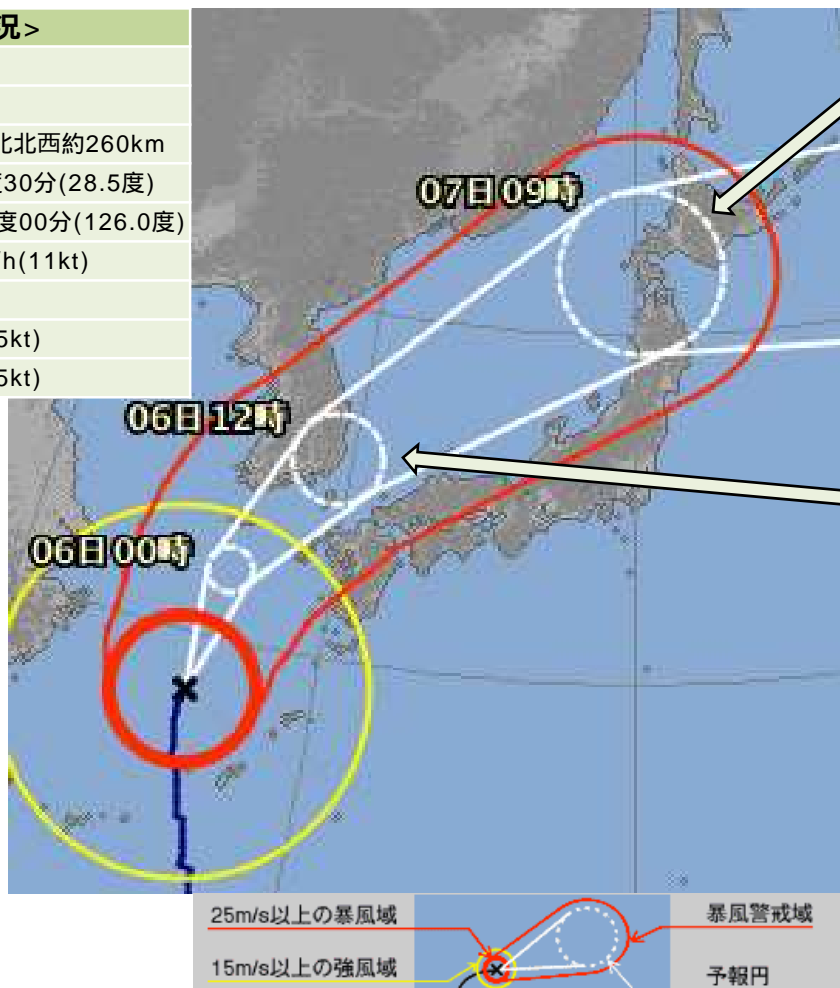 況>
北北西約260km
30分(28.5度)
度00分(126.0度)
/h(11kt)
5kt)
5kt)
07日09時
06日12時
06日00時
25m/s以上の暴風域
暴風警戒域
15m/s以上の強風域
予報円